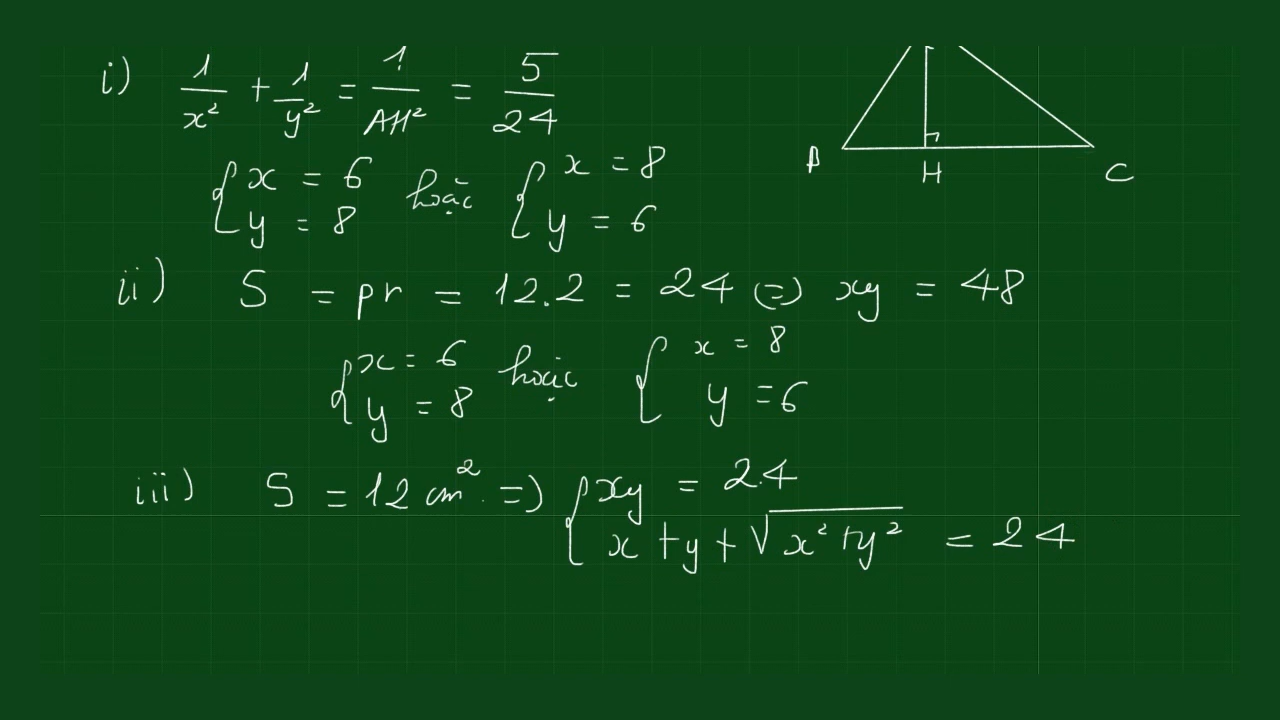 i) 1/x² + 1/y² = 1/AH² = 5/24
B H C
{ x = 6 hoặc { x = 8
y = 8 y = 6
ii) S = pr = 12.2 = 24 (=) xy = 48
{ x = 6 hoặc { x = 8
y = 8 y = 6
iii) S = 12 cm². =) { xy = 24
x + y + √(x² + y²) = 24